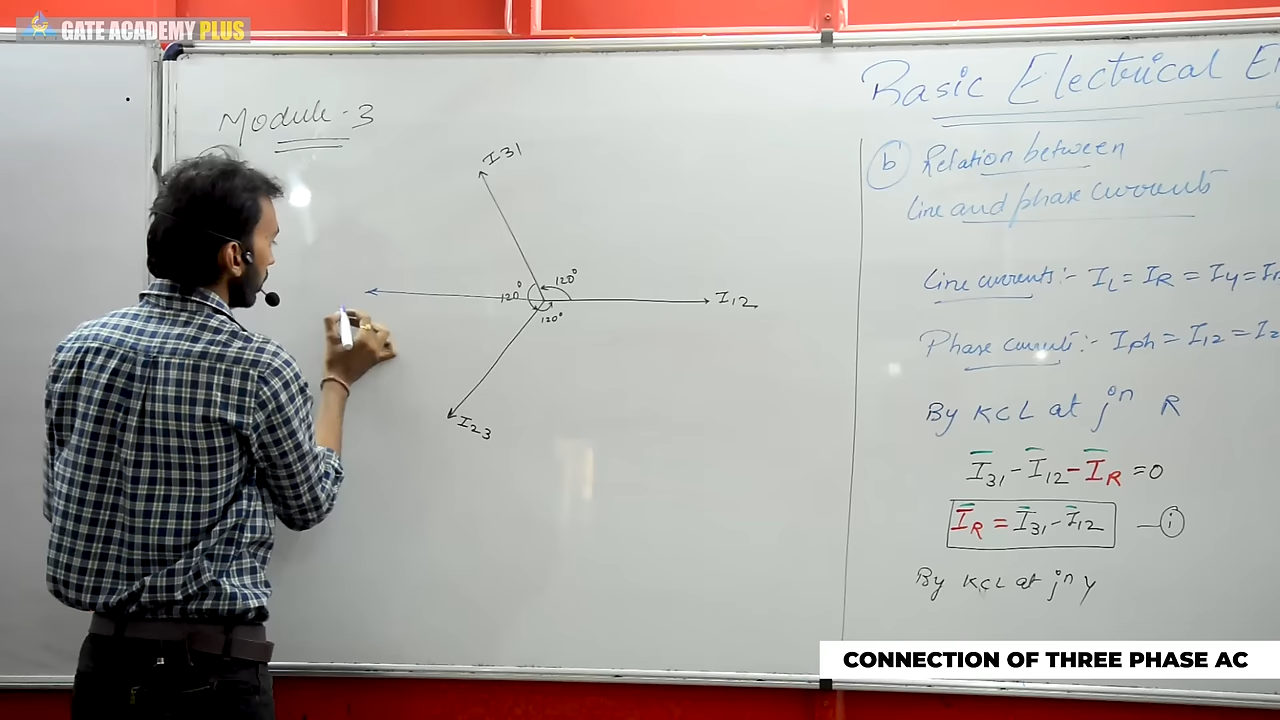 GATE ACADEMY PLUS
Module-3
I31
120°
120°
120°
I12
I23
Basic Electrical
b Relation between
line and phase currents
Line currents:- IL = IR = IY =
Phase currents:- Iph = I12 =
By KCL at jn R
I31 - I12 - IR = 0
IR = I31 - I12 —(i)
By KCL at jn Y
CONNECTION OF THREE PHASE AC